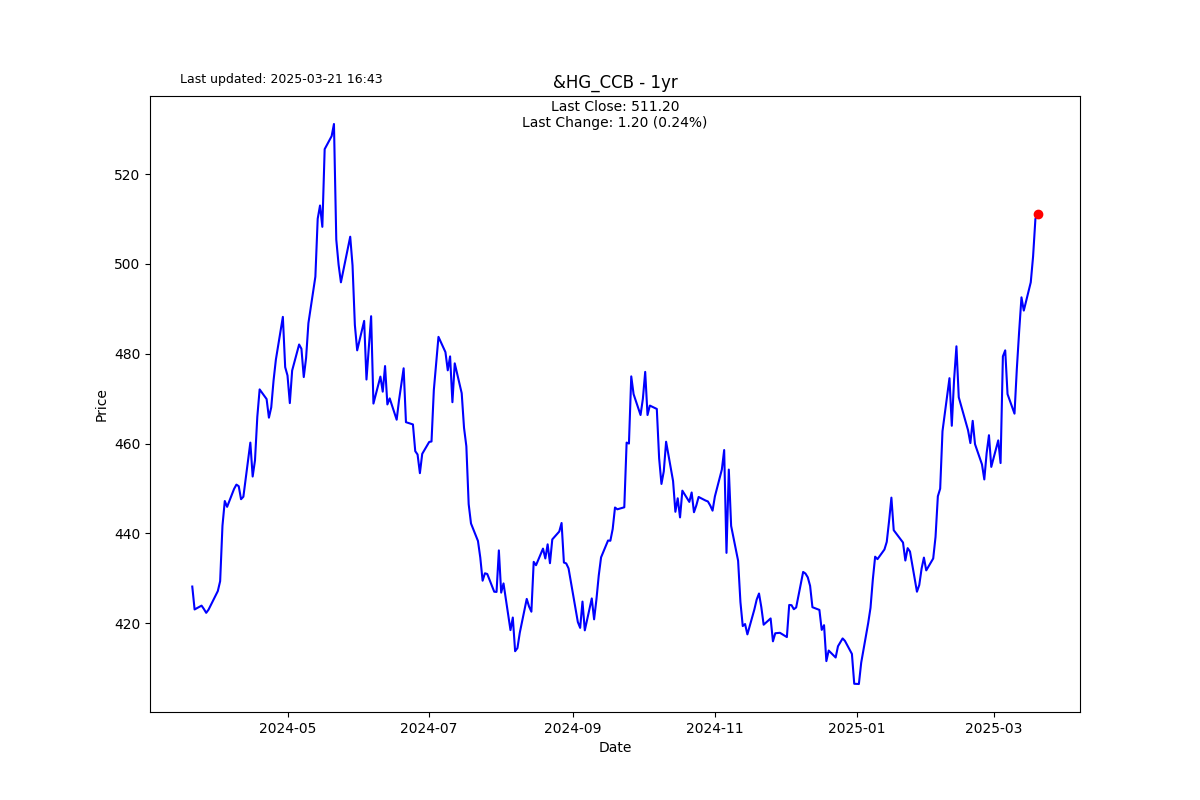 Last updated: 2025-03-21 16:43
&HG_CCB - 1yr
Last Close: 511.20
Last Change: 1.20 (0.24%)
520
500
480
460
440
420
Price
2024-05
2024-07
2024-09
2024-11
2025-01
2025-03
Date